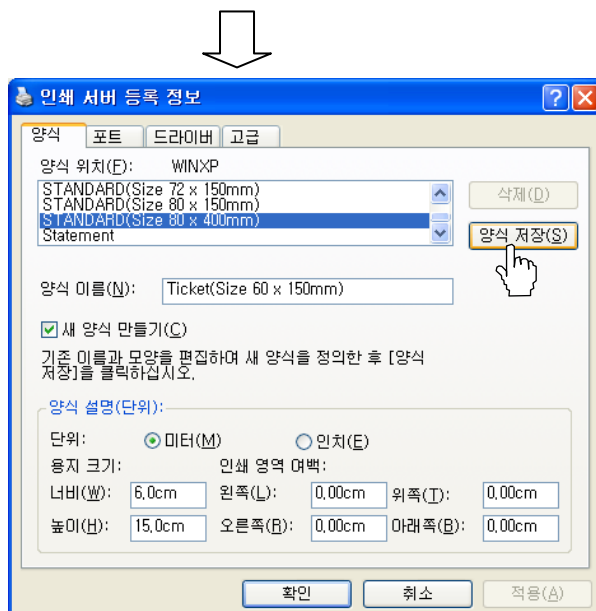 인쇄 서버 등록 정보
양식 포트 드라이버 고급
양식 위치(F): WINXP
STANDARD(Size 72 x 150mm)
STANDARD(Size 80 x 150mm)
STANDARD(Size 80 x 400mm)
Statement
삭제(D)
양식 저장(S)
양식 이름(N): Ticket(Size 60 x 150mm)
새 양식 만들기(C)
기존 이름과 모양을 편집하며 새 양식을 정의한 후 [양식
저장]을 클릭하십시오.
양식 설명(단위):
단위: 미터(M) 인치(E)
용지 크기: 인쇄 영역 여백:
너비(W): 6.0cm 왼쪽(L): 0.00cm 위쪽(T): 0.00cm
높이(H): 15.0cm 오른쪽(R): 0.00cm 아래쪽(B): 0.00cm
확인 취소 적용(A)